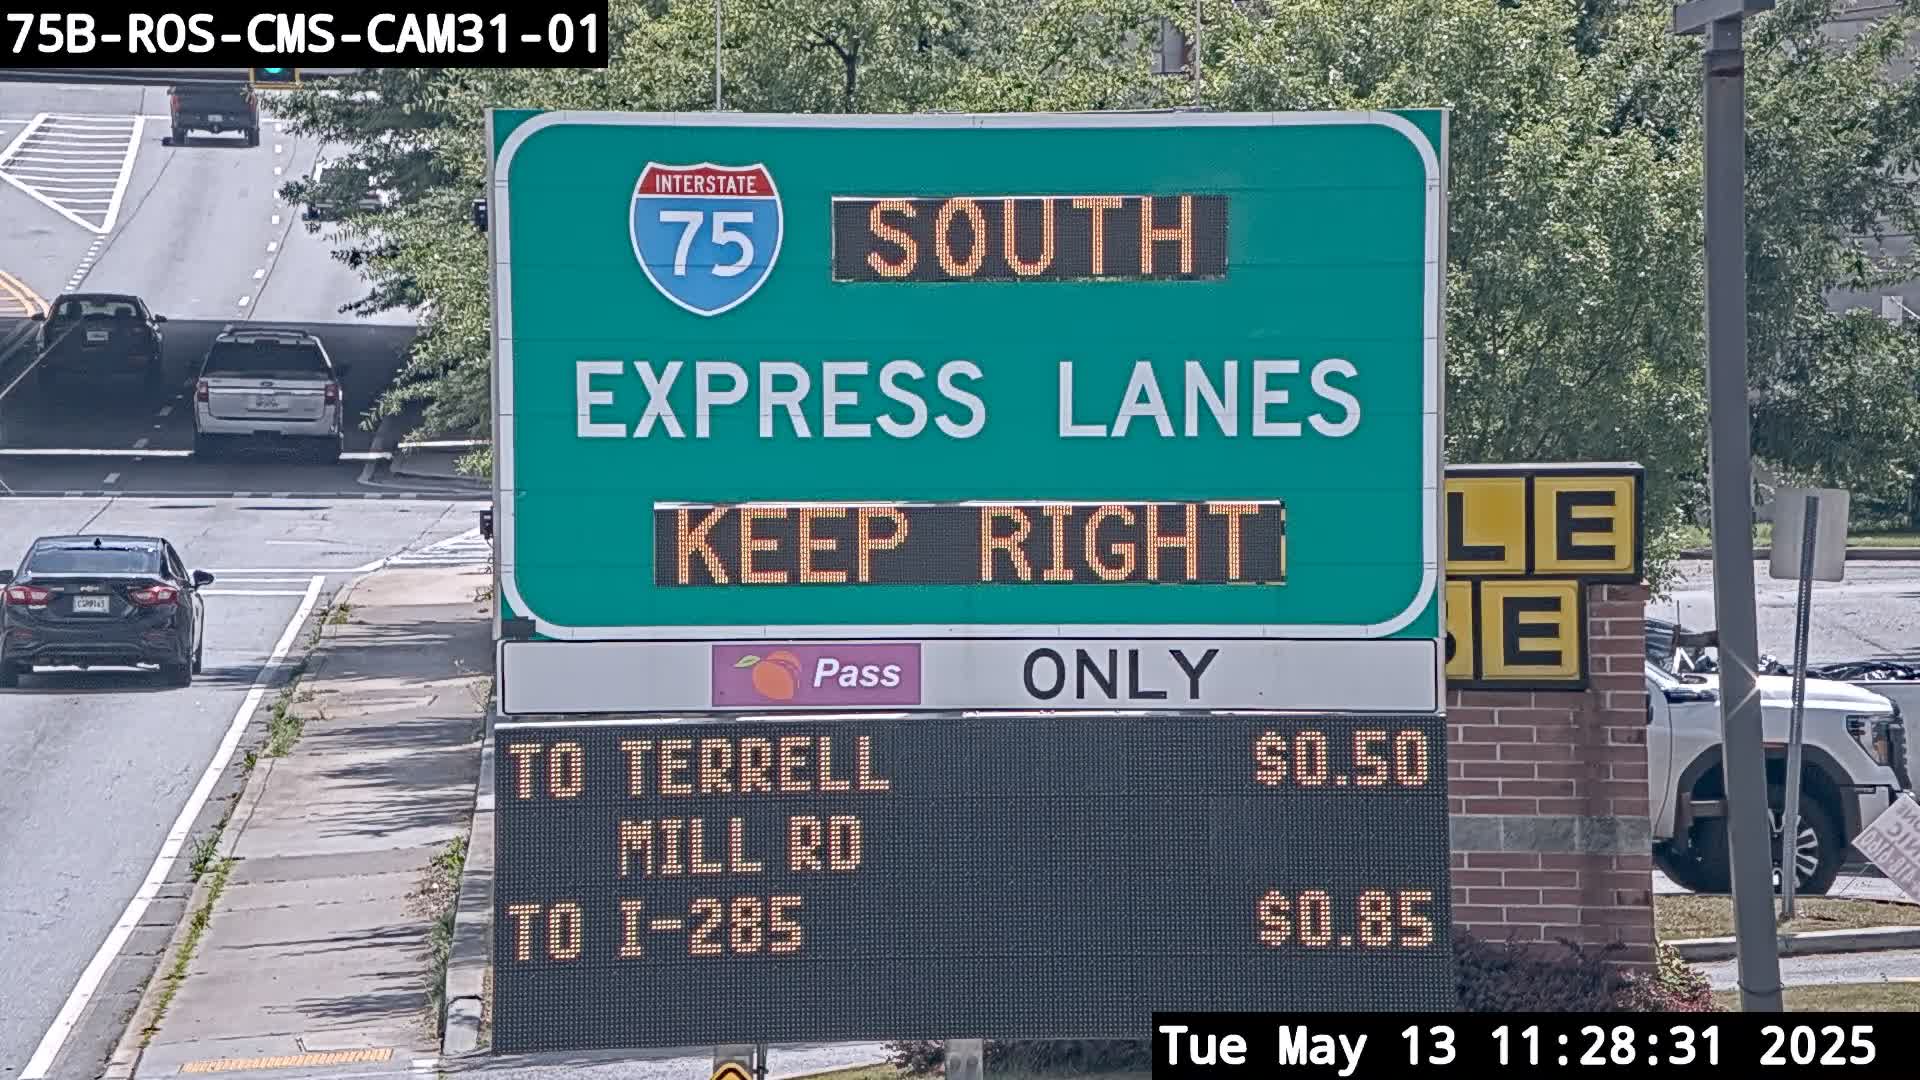 75B-ROS-CMS-CAM31-01
INTERSTATE
75
SOUTH
EXPRESS LANES
KEEP RIGHT
Pass ONLY
TO TERRELL $0.50
MILL RD
TO I-285 $0.85
LE
E
Tue May 13 11:28:31 2025